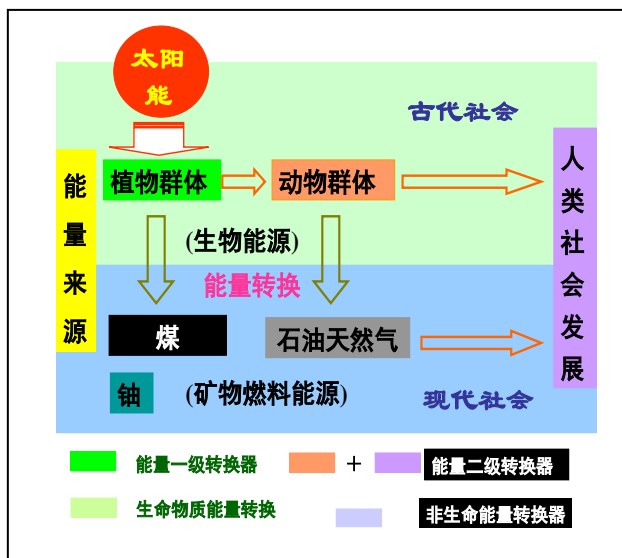 太阳
能
古代社会
能量来源
植物群体
动物群体
人类社会发展
(生物能源)
能量转换
煤
石油天然气
铀
(矿物燃料能源)
现代社会
能量一级转换器
+
能量二级转换器
生命物质能量转换
非生命能量转换器